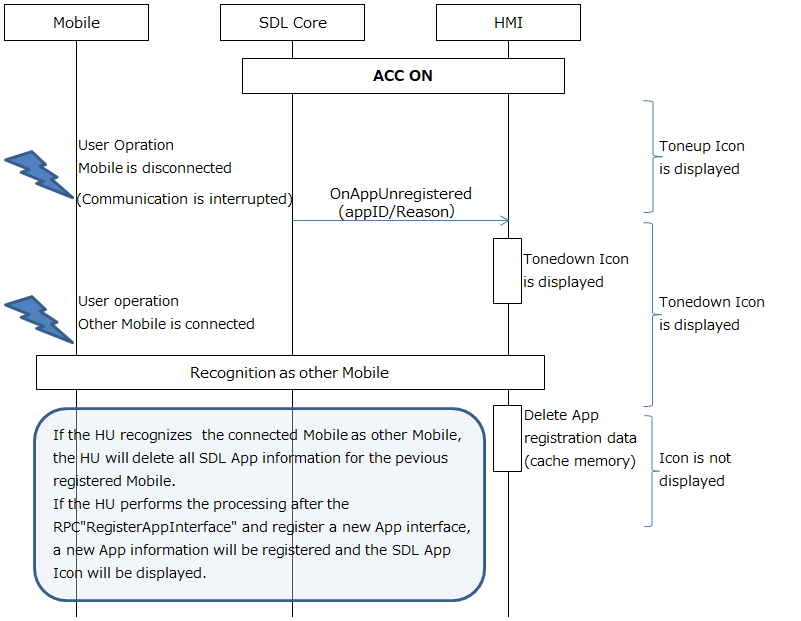 Mobile
SDL Core
HMI
ACC ON
User Opration
Mobile is disconnected
(Communication is interrupted)
OnAppUnregistered
(appID/Reason)
Toneup Icon
is displayed
Tonedown Icon
is displayed
User operation
Other Mobile is connected
Tonedown Icon
is displayed
Recognition as other Mobile
Delete App
registration data
(cache memory)
Icon is not
displayed
If the HU recognizes the connected Mobile as other Mobile,
the HU will delete all SDL App information for the pevious
registered Mobile.
If the HU performs the processing after the
RPC"RegisterAppInterface" and register a new App interface,
a new App information will be registered and the SDL App
Icon will be displayed.